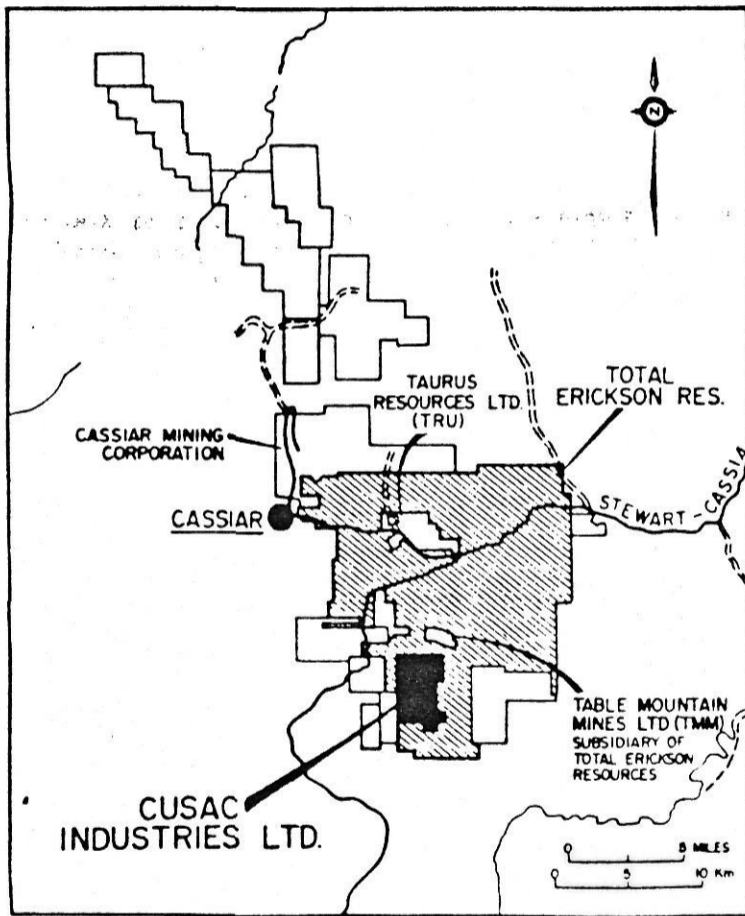 N
TAURUS
RESOURCES LTD.
(TRU)
TOTAL
ERICKSON RES.
CASSIAR MINING
CORPORATION
CASSIAR
STEWART-CASSIA
TABLE MOUNTAIN
MINES LTD (TMM)
SUBSIDIARY OF
TOTAL ERICKSON
RESOURCES
CUSAC
INDUSTRIES LTD.
0 8 MILES
0 5 10 Km